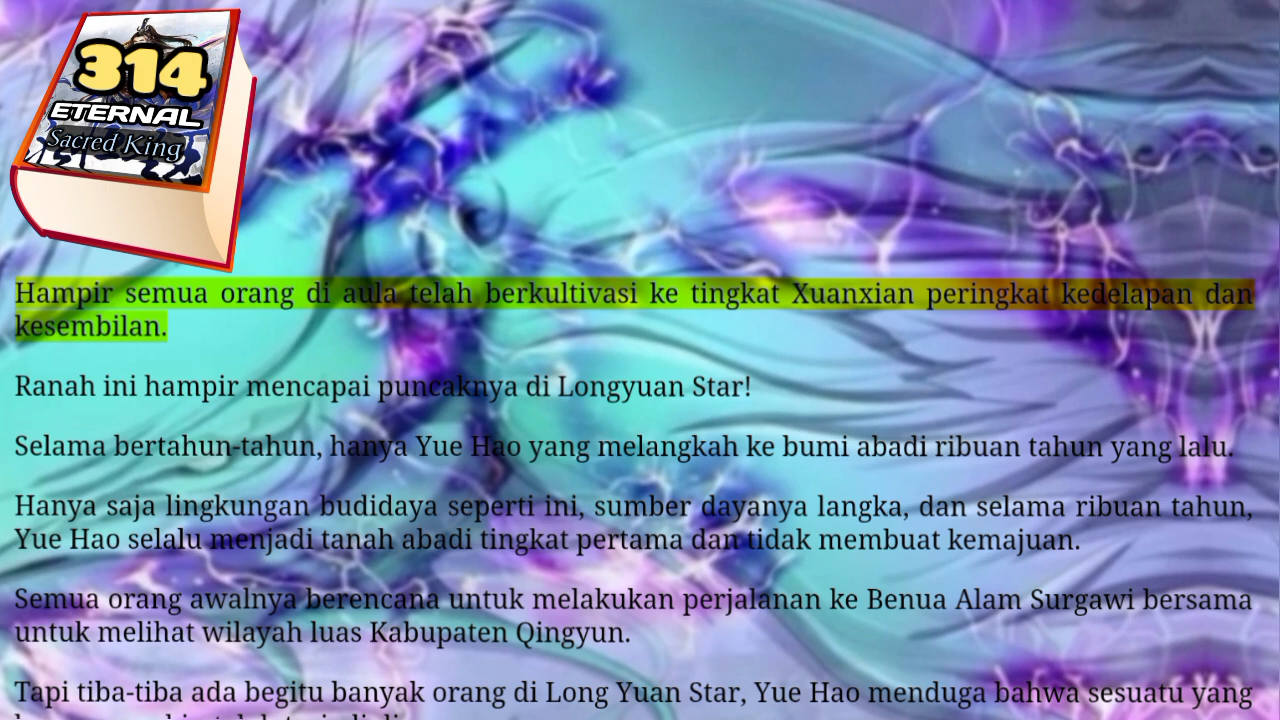 314
ETERNAL
Sacred King
Hampir semua orang di aula telah berkultivasi ke tingkat Xuanxian peringkat kedelapan dan
kesembilan.
Ranah ini hampir mencapai puncaknya di Longyuan Star!
Selama bertahun-tahun, hanya Yue Hao yang melangkah ke bumi abadi ribuan tahun yang lalu.
Hanya saja lingkungan budidaya seperti ini, sumber dayanya langka, dan selama ribuan tahun,
Yue Hao selalu menjadi tanah abadi tingkat pertama dan tidak membuat kemajuan.
Semua orang awalnya berencana untuk melakukan perjalanan ke Benua Alam Surgawi bersama
untuk melihat wilayah luas Kabupaten Qingyun.
Tapi tiba-tiba ada begitu banyak orang di Long Yuan Star, Yue Hao menduga bahwa sesuatu yang